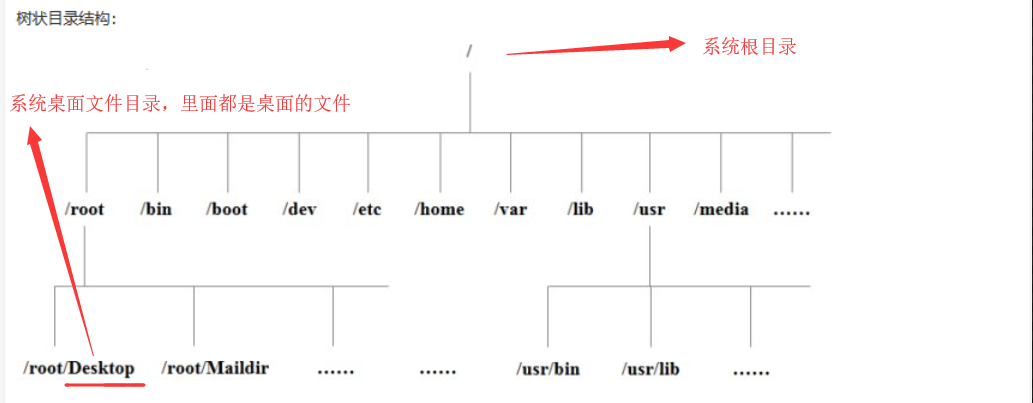 树状目录结构:
/
系统根目录
系统桌面文件目录，里面都是桌面的文件
/root /bin /boot /dev /etc /home /var /lib /usr /media ……
/root/Desktop /root/Maildir …… …… /usr/bin /usr/lib ……